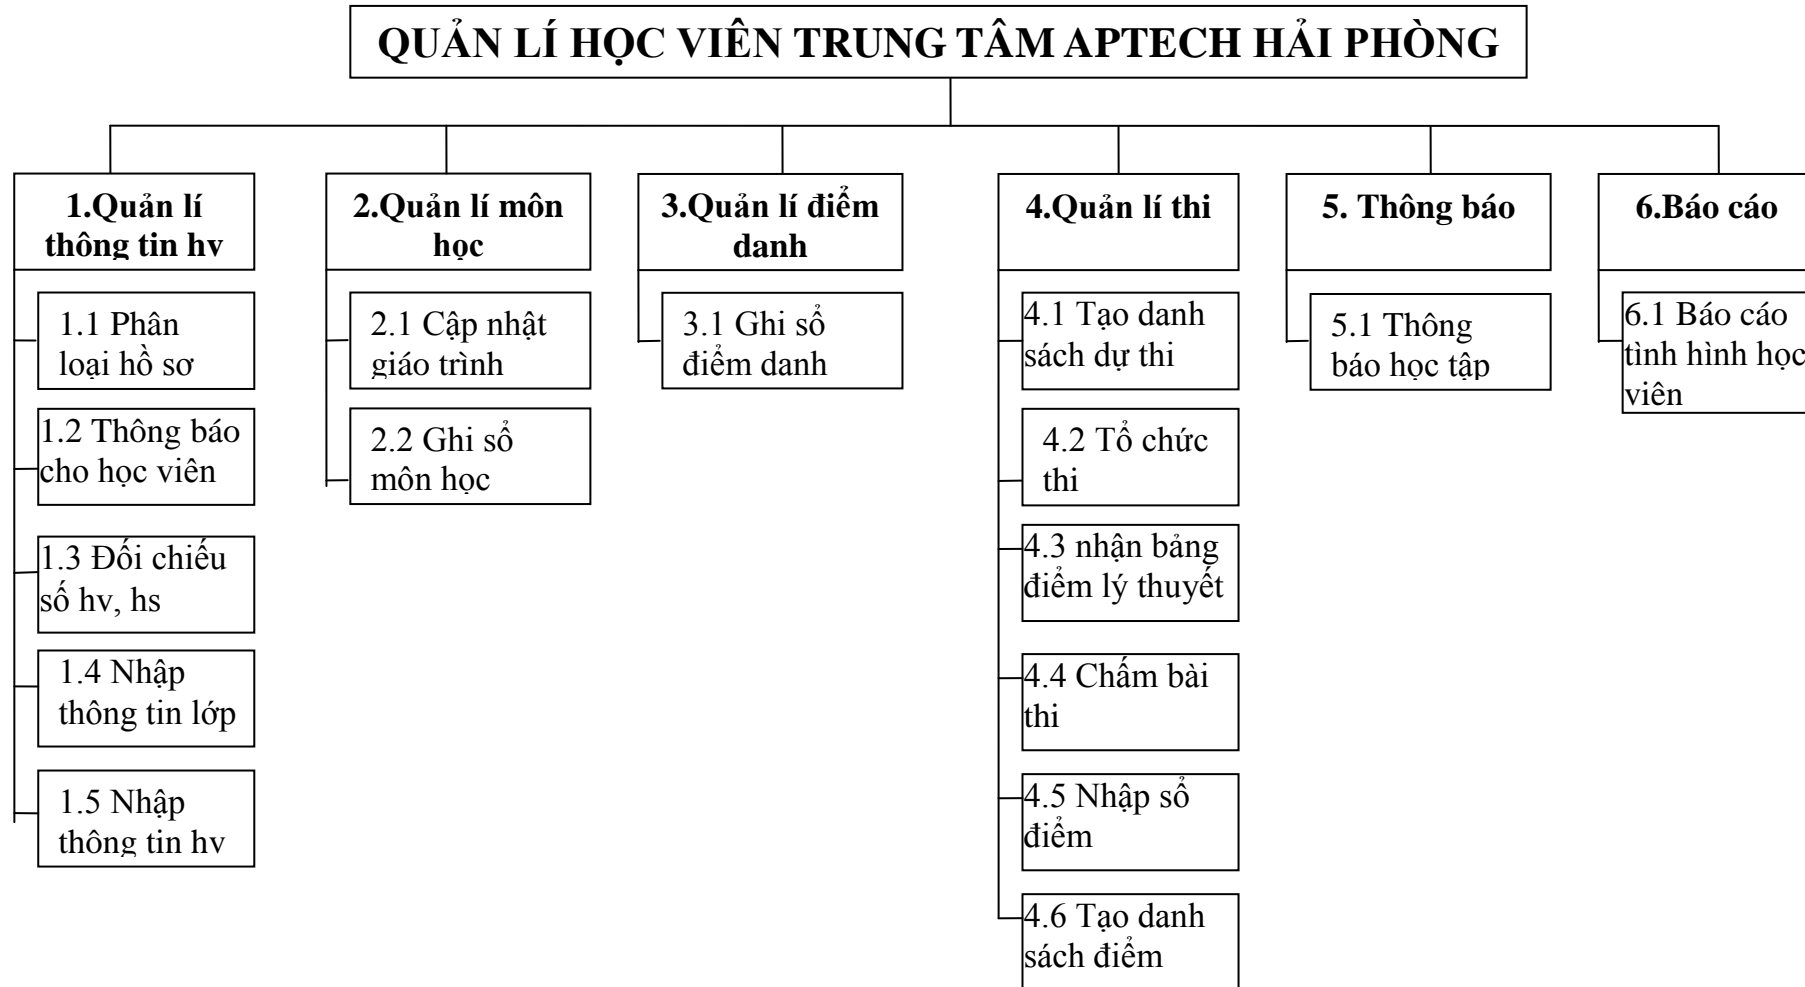 QUẢN LÍ HỌC VIÊN TRUNG TÂM APTECH HẢI PHÒNG
1.Quản lí
thông tin hv
2.Quản lí môn
học
3.Quản lí điểm
danh
4.Quản lí thi
5. Thông báo
6.Báo cáo
1.1 Phân
loại hồ sơ
1.2 Thông báo
cho học viên
1.3 Đối chiếu
số hv, hs
1.4 Nhập
thông tin lớp
1.5 Nhập
thông tin hv
2.1 Cập nhật
giáo trình
2.2 Ghi sổ
môn học
3.1 Ghi sổ
điểm danh
4.1 Tạo danh
sách dự thi
4.2 Tổ chức
thi
4.3 nhận bảng
điểm lý thuyết
4.4 Chấm bài
thi
4.5 Nhập sổ
điểm
4.6 Tạo danh
sách điểm
5.1 Thông
báo học tập
6.1 Báo cáo
tình hình học
viên